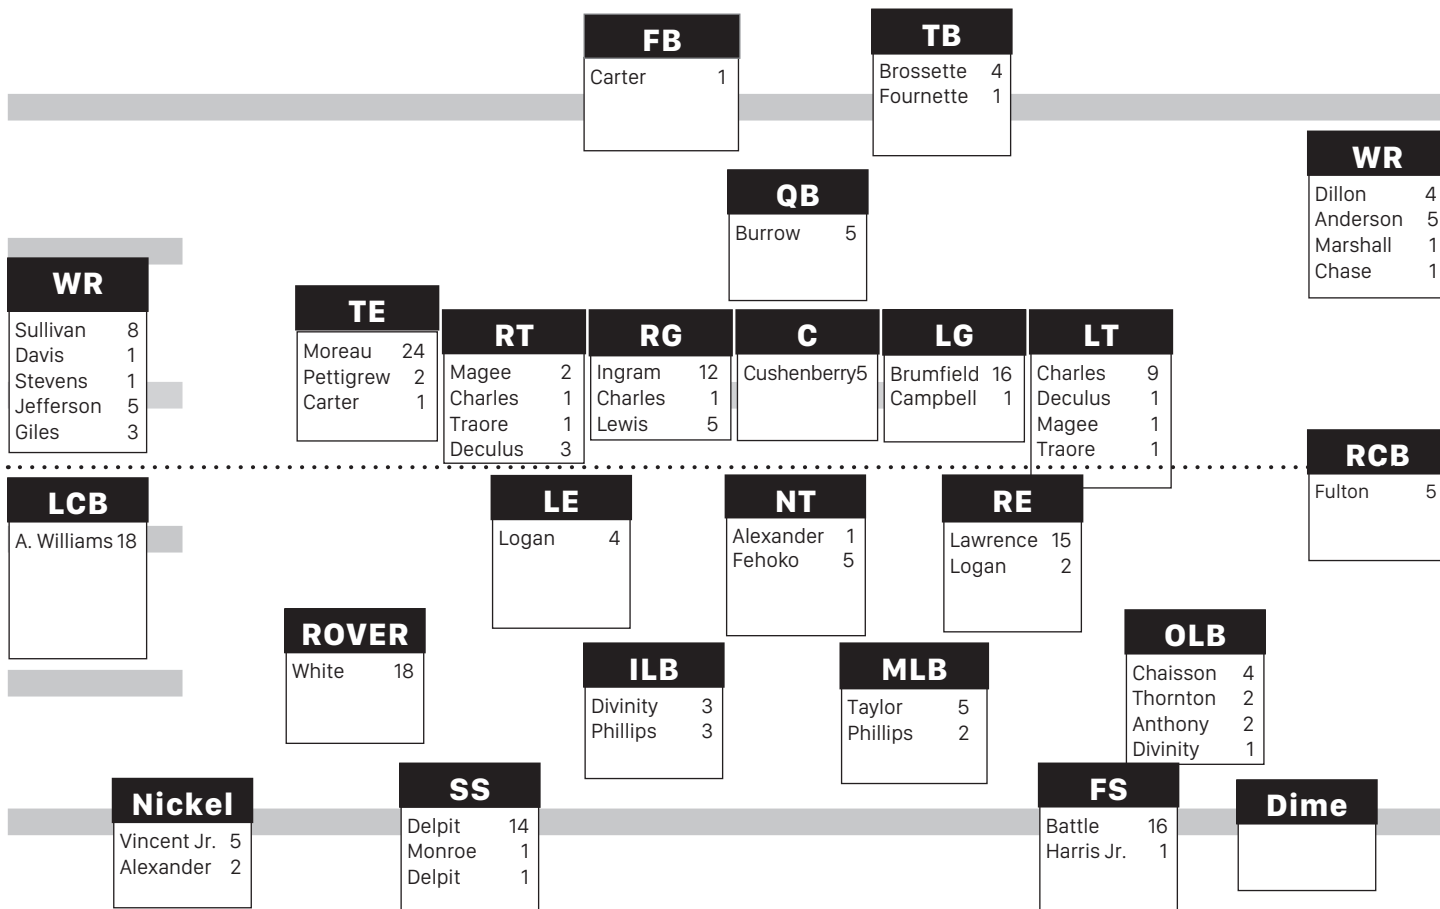 FB
Carter 1
TB
Brossette 4
Fournette 1
WR
Dillon 4
Anderson 5
Marshall 1
Chase 1
QB
Burrow 5
WR
Sullivan 8
Davis 1
Stevens 1
Jefferson 5
Giles 3
TE
Moreau 24
Pettigrew 2
Carter 1
RT
Magee 2
Charles 1
Traore 1
Deculus 3
RG
Ingram 12
Charles 1
Lewis 5
C
Cushenberry5
LG
Brumfield 16
Campbell 1
LT
Charles 9
Deculus 1
Magee 1
Traore 1
RCB
Fulton 5
LCB
A. Williams 18
LE
Logan 4
NT
Alexander 1
Fehoko 5
RE
Lawrence 15
Logan 2
ROVER
White 18
ILB
Divinity 3
Phillips 3
MLB
Taylor 5
Phillips 2
OLB
Chaisson 4
Thornton 2
Anthony 2
Divinity 1
Nickel
Vincent Jr. 5
Alexander 2
SS
Delpit 14
Monroe 1
Delpit 1
FS
Battle 16
Harris Jr. 1
Dime